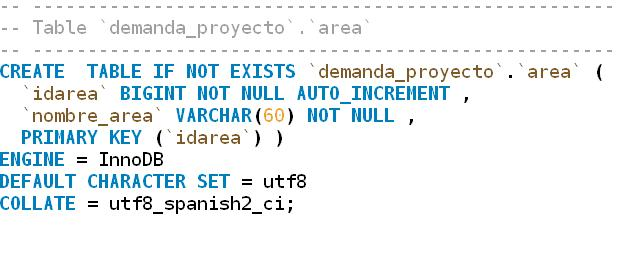 -- -----------------------------------------------------
-- Table `demanda_proyecto`.`area`
-- -----------------------------------------------------
CREATE  TABLE IF NOT EXISTS `demanda_proyecto`.`area` (
  `idarea` BIGINT NOT NULL AUTO_INCREMENT ,
  `nombre_area` VARCHAR(60) NOT NULL ,
  PRIMARY KEY (`idarea`) )
ENGINE = InnoDB
DEFAULT CHARACTER SET = utf8
COLLATE = utf8_spanish2_ci;